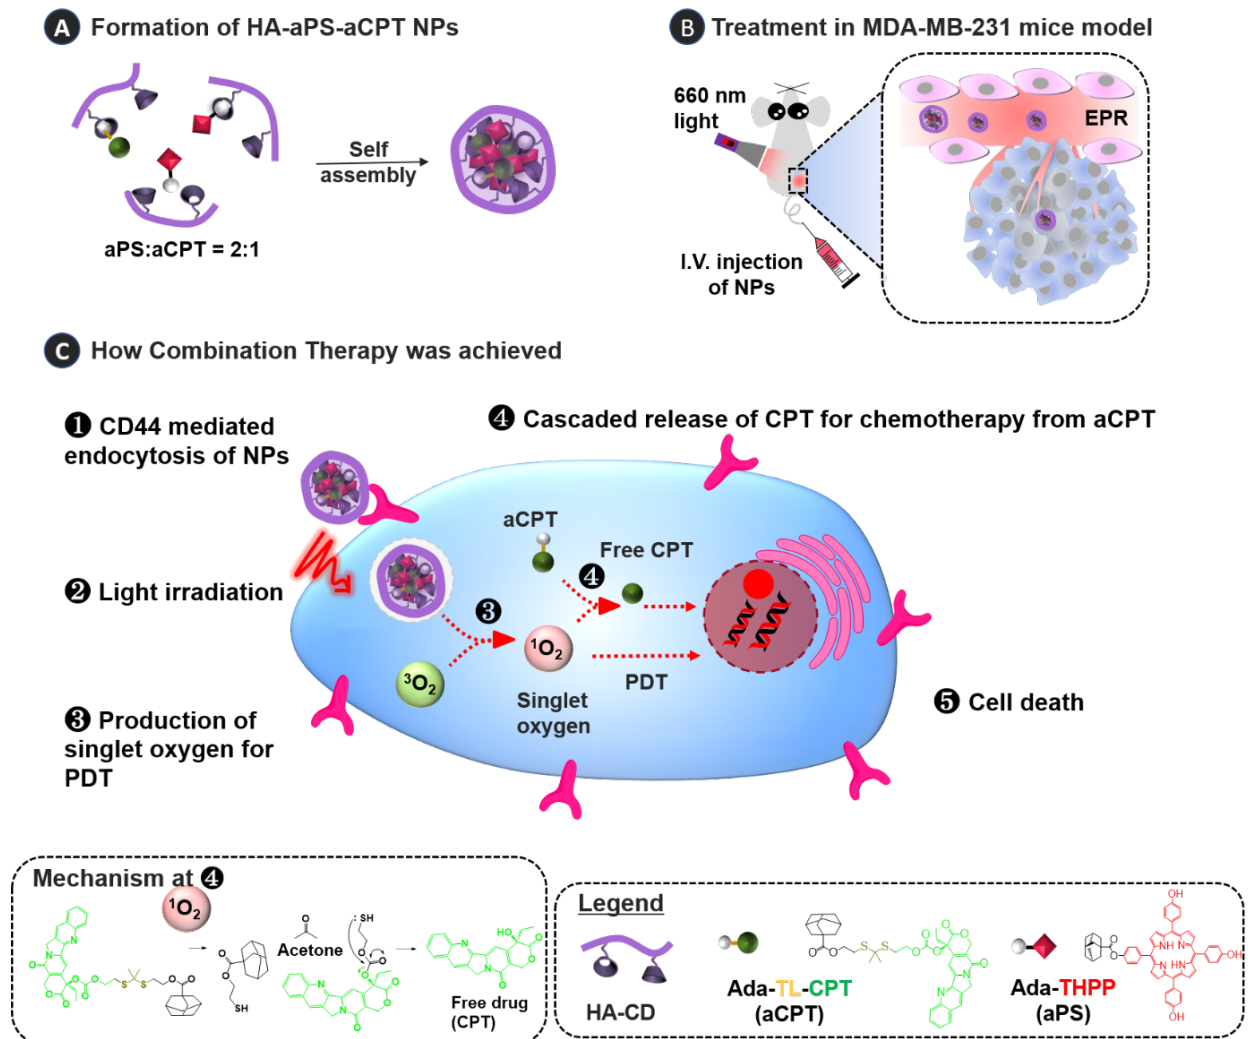 A Formation of HA-aPS-aCPT NPs
Self
assembly
aPS:aCPT = 2:1
B Treatment in MDA-MB-231 mice model
660 nm
light
EPR
I.V. injection
of NPs
C How Combination Therapy was achieved
❶ CD44 mediated
endocytosis of NPs
❹ Cascaded release of CPT for chemotherapy from aCPT
aCPT
Free CPT
❹
❷ Light irradiation
❸
¹O₂
³O₂
PDT
Singlet
oxygen
❸ Production of
singlet oxygen for
PDT
❺ Cell death
Mechanism at ❹
¹O₂
N
N
O
O
O
O
O
O
S
S
O
O
O
O
SH
O
Acetone
: SH
O
O
O
N
N
O
O
O
HO
O
N
N
O
O
Free drug
(CPT)
Legend
HA-CD
O
O
S
S
O
O
O
O
O
N
O
N
Ada-TL-CPT
(aCPT)
O
O
OH
N
NH
HN
N
OH
OH
Ada-THPP
(aPS)